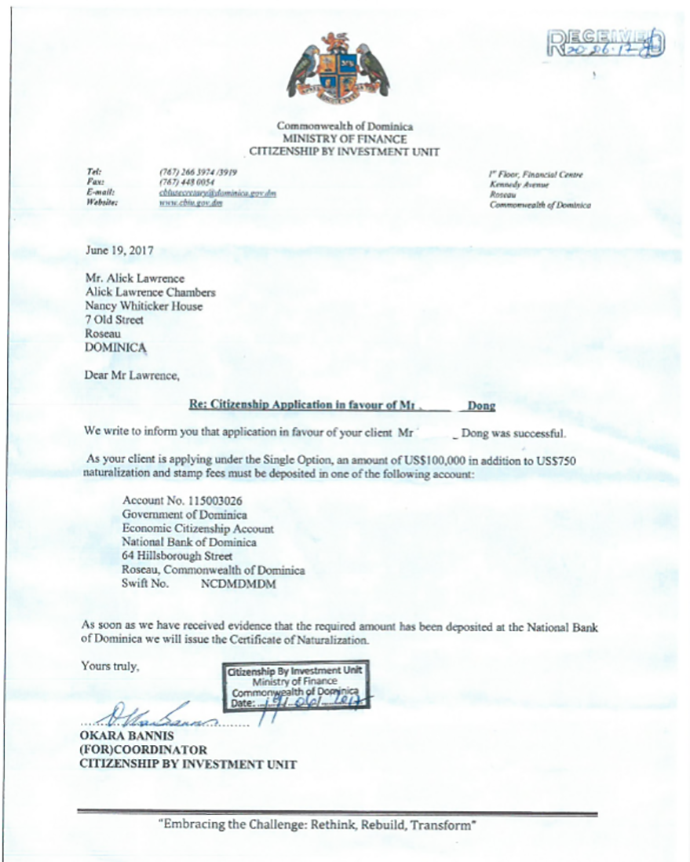 RECEIVED
20.06.17
Commonwealth of Dominica
MINISTRY OF FINANCE
CITIZENSHIP BY INVESTMENT UNIT
Tel: (767) 266 3974 /3919
Fax: (767) 448 0054
E-mail: cbiusecretary@dominica.gov.dm
Website: www.cbiu.gov.dm
1st Floor, Financial Centre
Kennedy Avenue
Roseau
Commonwealth of Dominica
June 19, 2017
Mr. Alick Lawrence
Alick Lawrence Chambers
Nancy Whiticker House
7 Old Street
Roseau
DOMINICA
Dear Mr Lawrence,
Re: Citizenship Application in favour of Mr. Dong
We write to inform you that application in favour of your client Mr _ Dong was successful.
As your client is applying under the Single Option, an amount of US$100,000 in addition to US$750
naturalization and stamp fees must be deposited in one of the following account:
Account No. 115003026
Government of Dominica
Economic Citizenship Account
National Bank of Dominica
64 Hillsborough Street
Roseau, Commonwealth of Dominica
Swift No. NCDMDMDM
As soon as we have received evidence that the required amount has been deposited at the National Bank
of Dominica we will issue the Certificate of Naturalization.
Yours truly,
Citizenship By Investment Unit
Ministry of Finance
Commonwealth of Dominica
Date: 19/06/2017
OKARA BANNIS
(FOR)COORDINATOR
CITIZENSHIP BY INVESTMENT UNIT
"Embracing the Challenge: Rethink, Rebuild, Transform"